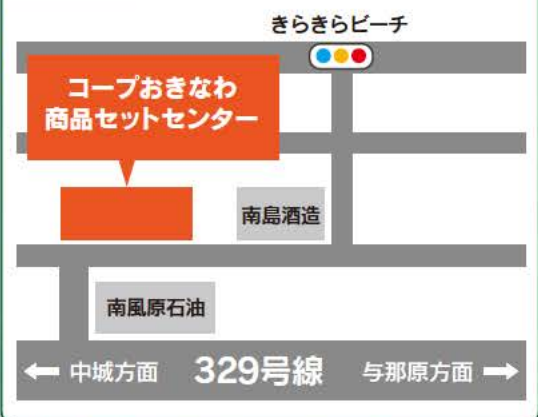 きらきらビーチ
コープおきなわ
商品セットセンター
南島酒造
南風原石油
← 中城方面 329号線 与那原方面 →